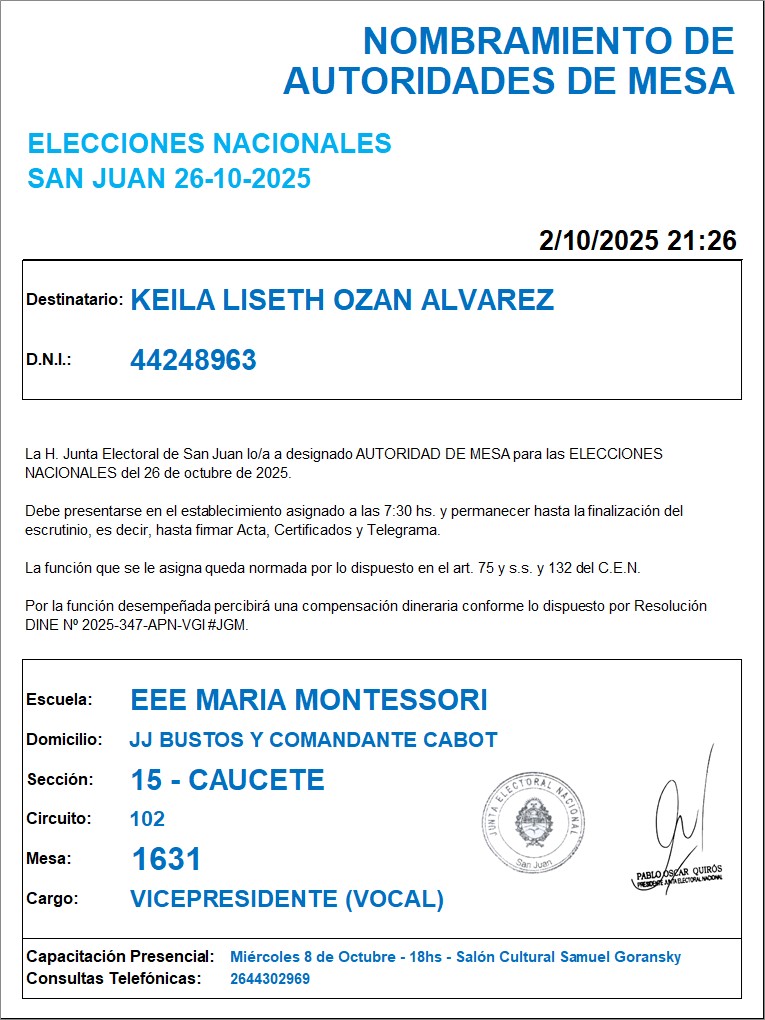 NOMBRAMIENTO DE
AUTORIDADES DE MESA
ELECCIONES NACIONALES
SAN JUAN 26-10-2025
2/10/2025 21:26
Destinatario: KEILA LISETH OZAN ALVAREZ
D.N.I.: 44248963
La H. Junta Electoral de San Juan lo/a a designado AUTORIDAD DE MESA para las ELECCIONES
NACIONALES del 26 de octubre de 2025.
Debe presentarse en el establecimiento asignado a las 7:30 hs. y permanecer hasta la finalización del
escrutinio, es decir, hasta firmar Acta, Certificados y Telegrama.
La función que se le asigna queda normada por lo dispuesto en el art. 75 y s.s. y 132 del C.E.N.
Por la función desempeñada percibirá una compensación dineraria conforme lo dispuesto por Resolución
DINE Nº 2025-347-APN-VGI#JGM.
Escuela: EEE MARIA MONTESSORI
Domicilio: JJ BUSTOS Y COMANDANTE CABOT
Sección: 15 - CAUCETE
Circuito: 102
Mesa: 1631
Cargo: VICEPRESIDENTE (VOCAL)
JUNTA ELECTORAL NACIONAL
San Juan
PABLO OSCAR QUIRÓS
PRESIDENTE JUNTA ELECTORAL NACIONAL
Capacitación Presencial: Miércoles 8 de Octubre - 18hs - Salón Cultural Samuel Goransky
Consultas Telefónicas: 2644302969